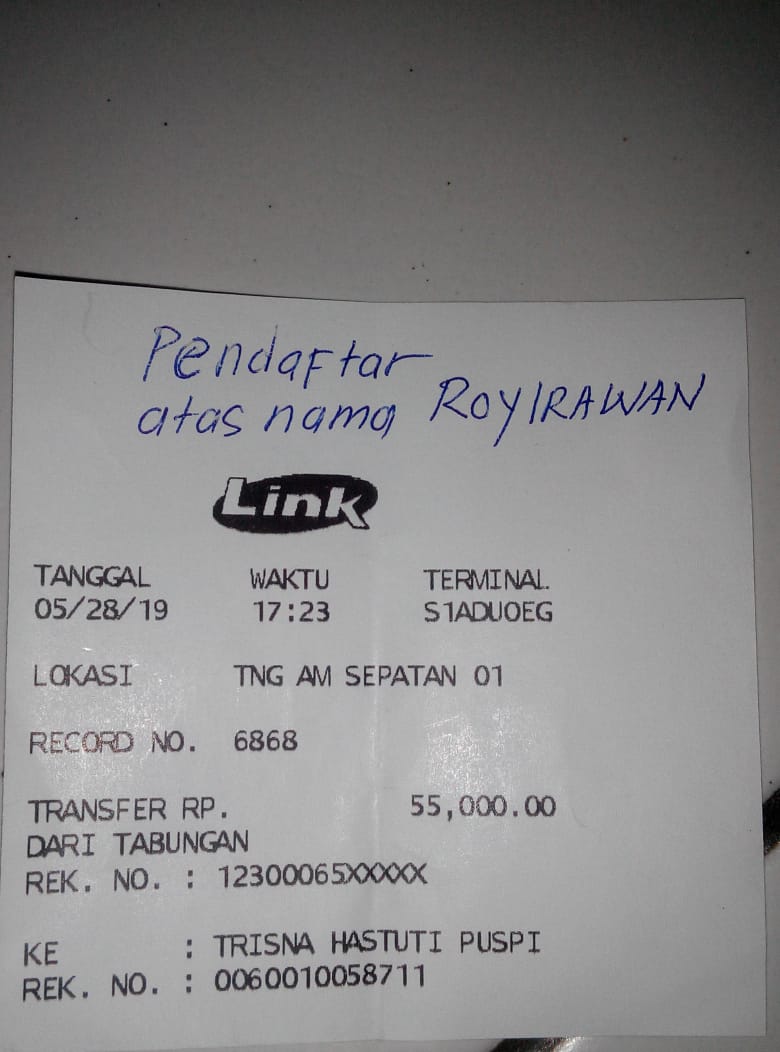 Pendaftar
atas nama ROY IRAWAN
Link
TANGGAL WAKTU TERMINAL
05/28/19 17:23 S1ADUOEG
LOKASI TNG AM SEPATAN 01
RECORD NO. 6868
TRANSFER RP. 55,000.00
DARI TABUNGAN
REK. NO. : 12300065XXXXX
KE : TRISNA HASTUTI PUSPI
REK. NO. : 0060010058711